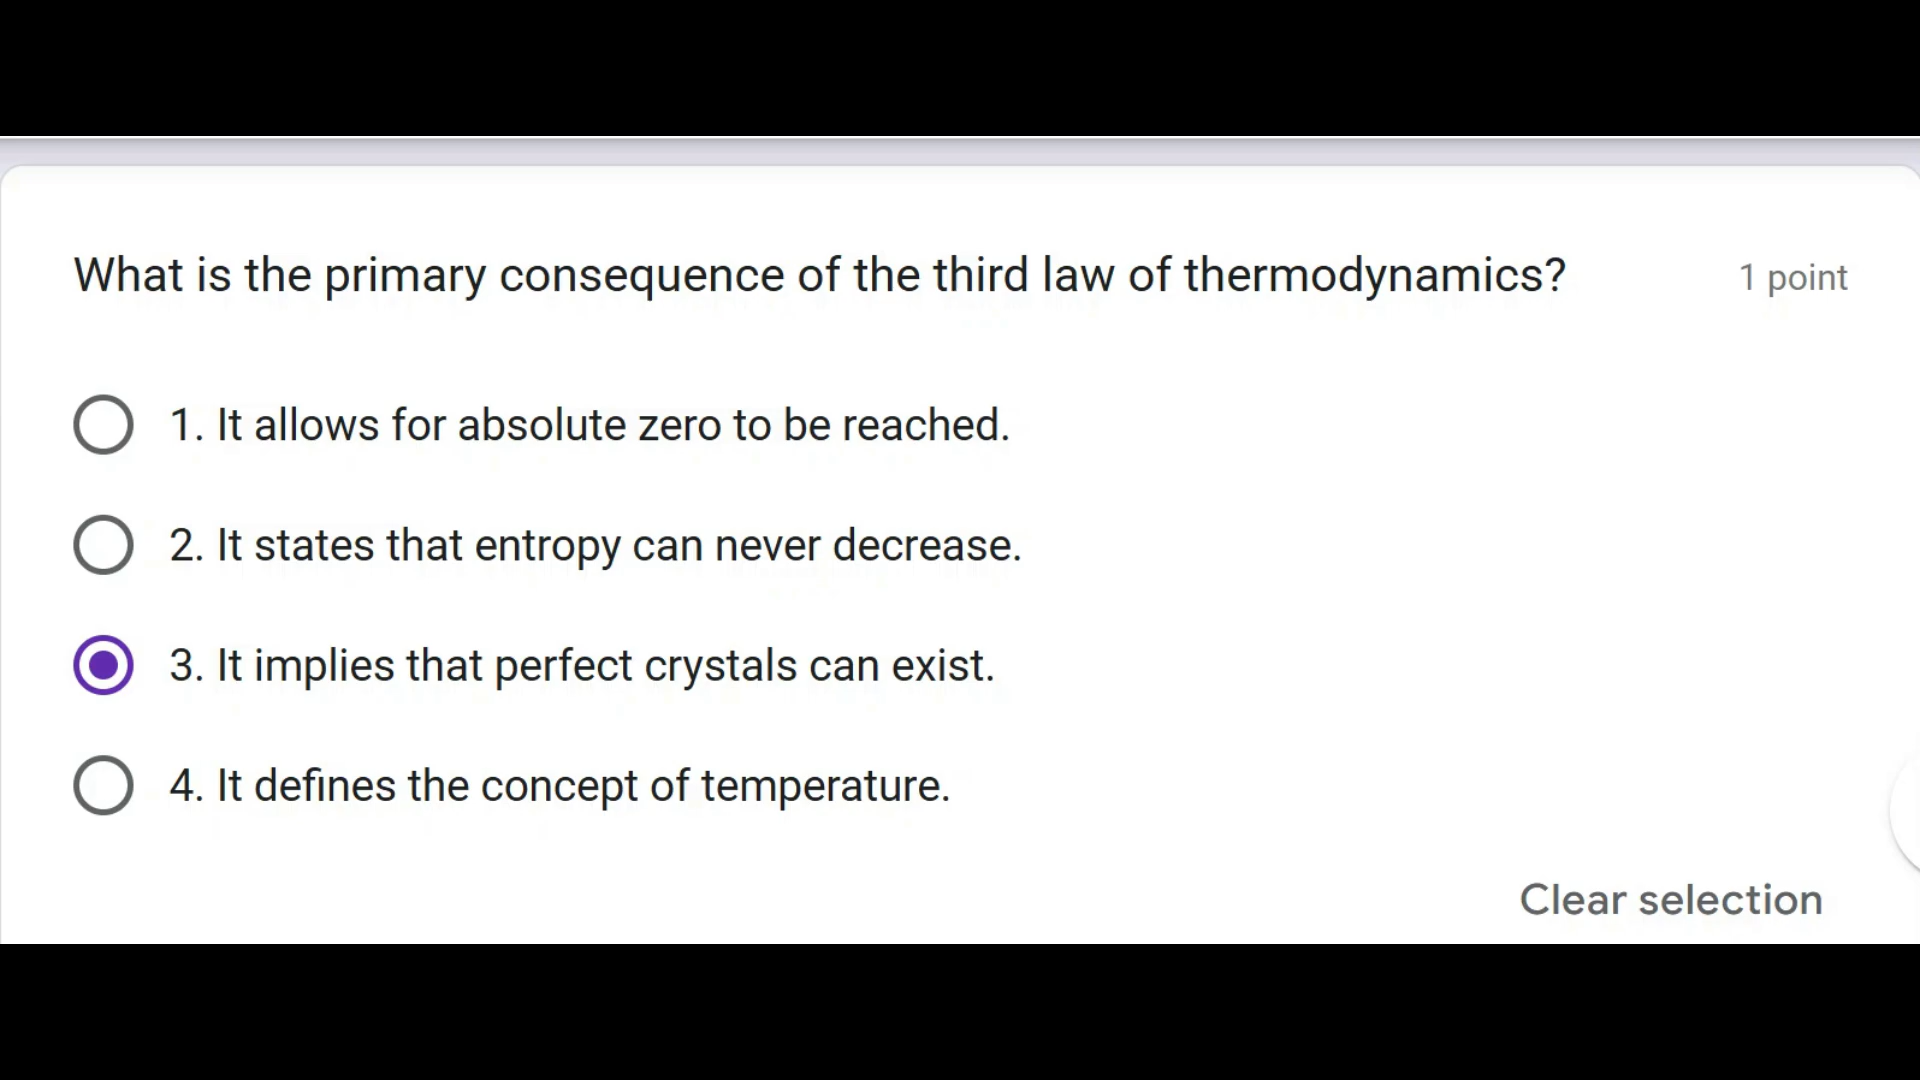 What is the primary consequence of the third law of thermodynamics?
1 point
1. It allows for absolute zero to be reached.
2. It states that entropy can never decrease.
3. It implies that perfect crystals can exist.
4. It defines the concept of temperature.
Clear selection